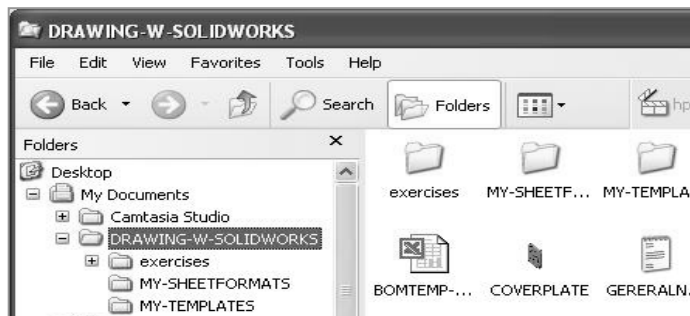 DRAWING-W-SOLIDWORKS
File Edit View Favorites Tools Help
Back Search Folders hp
Folders
Desktop
My Documents
Camtasia Studio
DRAWING-W-SOLIDWORKS
exercises
MY-SHEETFORMATS
MY-TEMPLATES
exercises MY-SHEETF... MY-TEMPLA
BOMTEMP-... COVERPLATE GERERALN.